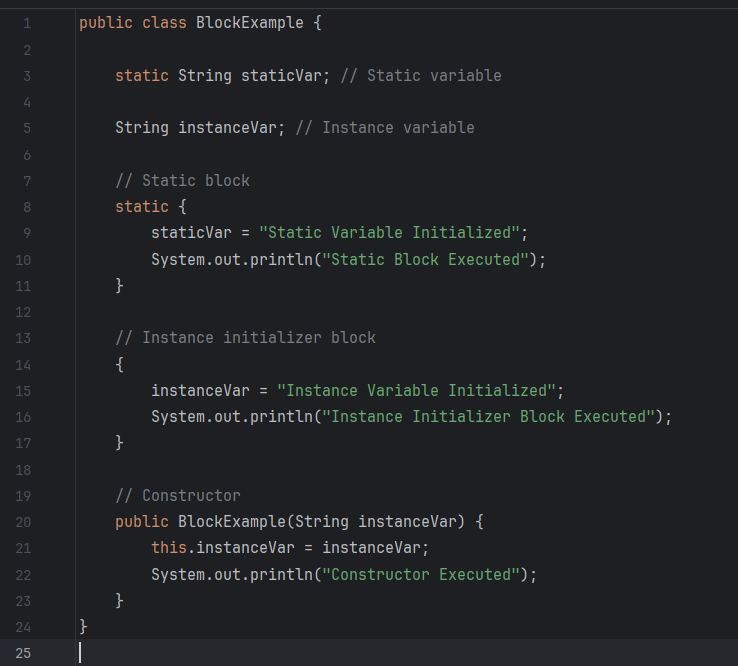 1 public class BlockExample {
2
3 static String staticVar; // Static variable
4
5 String instanceVar; // Instance variable
6
7 // Static block
8 static {
9 staticVar = "Static Variable Initialized";
10 System.out.println("Static Block Executed");
11 }
12
13 // Instance initializer block
14 {
15 instanceVar = "Instance Variable Initialized";
16 System.out.println("Instance Initializer Block Executed");
17 }
18
19 // Constructor
20 public BlockExample(String instanceVar) {
21 this.instanceVar = instanceVar;
22 System.out.println("Constructor Executed");
23 }
24 }
25